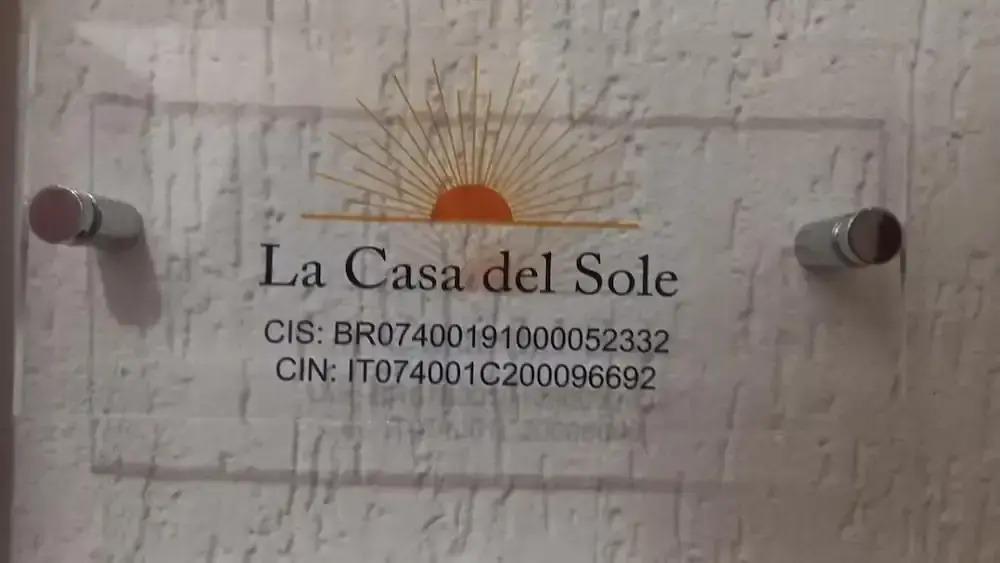 La Casa del Sole
CIS: BR07400191000052332
CIN: IT074001C200096692